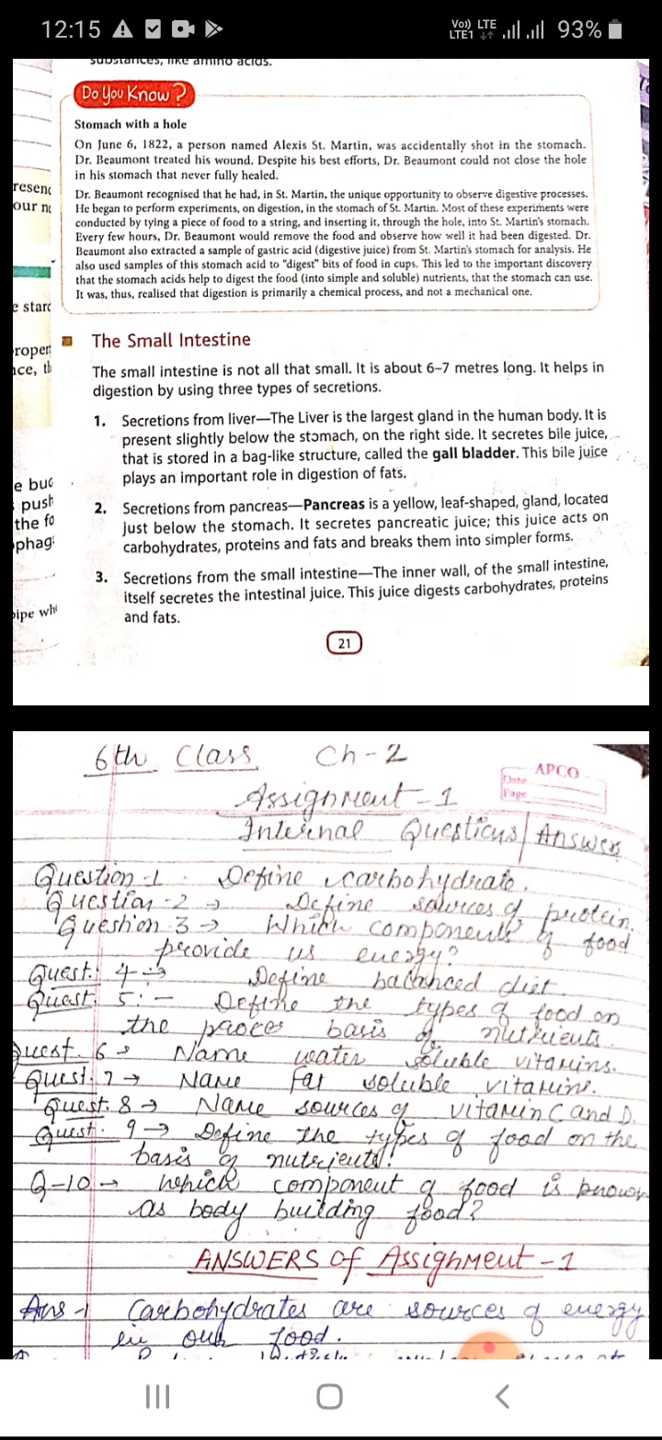 12:15
Vo)) LTE
LTE1
93%
substances, like amino acids.
Do You Know?
Stomach with a hole
On June 6, 1822, a person named Alexis St. Martin, was accidentally shot in the stomach.
Dr. Beaumont treated his wound. Despite his best efforts, Dr. Beaumont could not close the hole
in his stomach that never fully healed.
Dr. Beaumont recognised that he had, in St. Martin, the unique opportunity to observe digestive processes.
He began to perform experiments, on digestion, in the stomach of St. Martin. Most of these experiments were
conducted by tying a piece of food to a string, and inserting it, through the hole, into St. Martin's stomach.
Every few hours, Dr. Beaumont would remove the food and observe how well it had been digested. Dr.
Beaumont also extracted a sample of gastric acid (digestive juice) from St. Martin's stomach for analysis. He
also used samples of this stomach acid to "digest" bits of food in cups. This led to the important discovery
that the stomach acids help to digest the food (into simple and soluble) nutrients, that the stomach can use.
It was, thus, realised that digestion is primarily a chemical process, and not a mechanical one.
The Small Intestine
The small intestine is not all that small. It is about 6–7 metres long. It helps in
digestion by using three types of secretions.
1. Secretions from liver—The Liver is the largest gland in the human body. It is
present slightly below the stomach, on the right side. It secretes bile juice,
that is stored in a bag-like structure, called the gall bladder. This bile juice
plays an important role in digestion of fats.
2. Secretions from pancreas—Pancreas is a yellow, leaf-shaped, gland, located
just below the stomach. It secretes pancreatic juice; this juice acts on
carbohydrates, proteins and fats and breaks them into simpler forms.
3. Secretions from the small intestine—The inner wall, of the small intestine,
itself secretes the intestinal juice. This juice digests carbohydrates, proteins
and fats.
21
6th Class Ch-2
APCO
Date
Page
Assignment-1
Internal Questions/Answer
Question-1 Define carbohydrate.
Question-2 → Define sources of protein.
Question 3 → Which components of food
provide us energy?
Quest. 4 → Define balanced diet.
Quest 5:- Define the types of food on
the proces basis of nutrients.
Quest. 6 → Name water soluble vitamins.
Quest. 7 → Name Fat soluble vitamins.
Quest. 8 → Name sources of vitamin C and D.
Quest. 9 → Define the types of food on the
basis of nutrients.
Q-10 → which component of food is known
as body building food?
ANSWERS of Assignment-1
Ans-1 Carbohydrates are sources of energy
in our food.